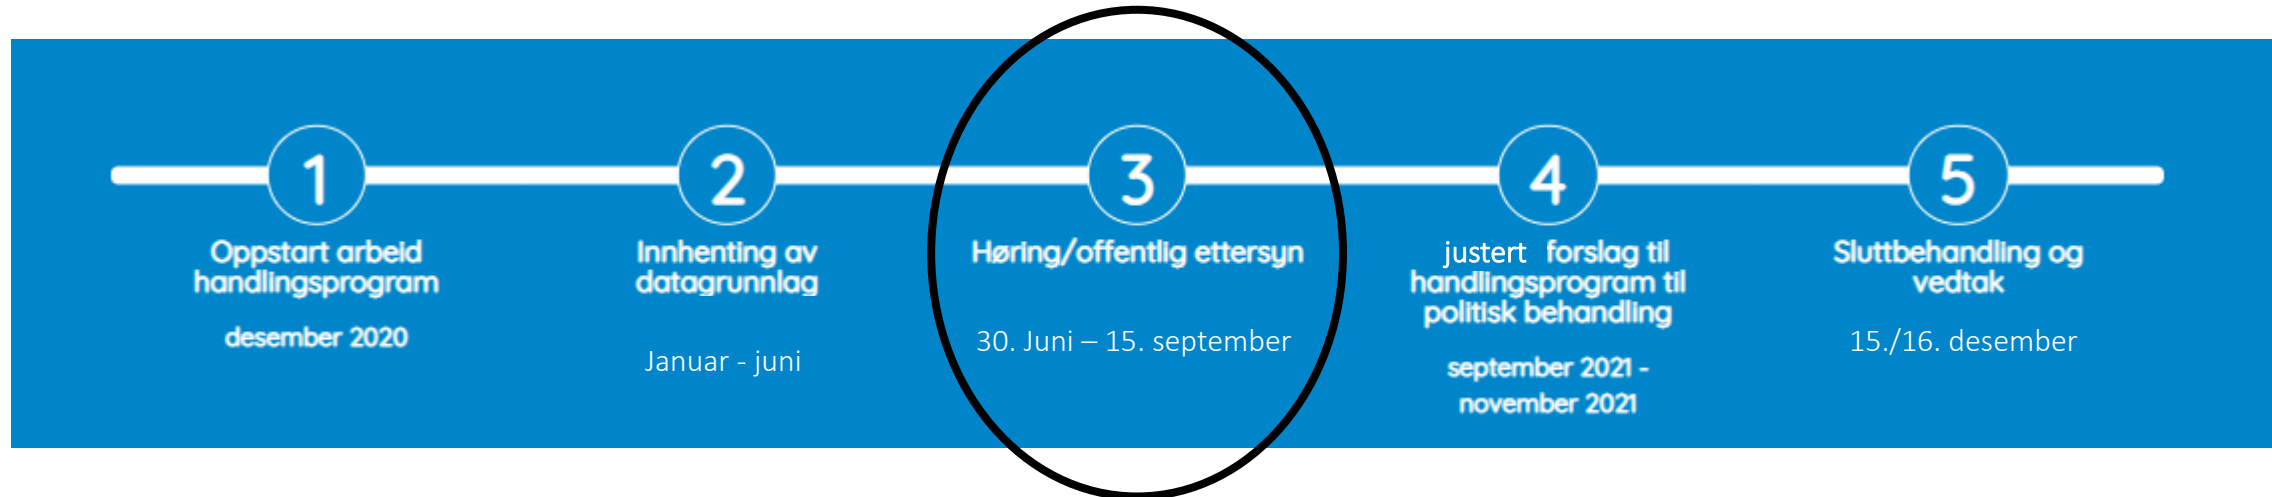 1
Oppstart arbeid
handlingsprogram
desember 2020
2
Innhenting av
datagrunnlag
Januar - juni
3
Høring/offentlig ettersyn
30. Juni – 15. september
4
justert forslag til
handlingsprogram til
politisk behandling
september 2021 -
november 2021
5
Sluttbehandling og
vedtak
15./16. desember